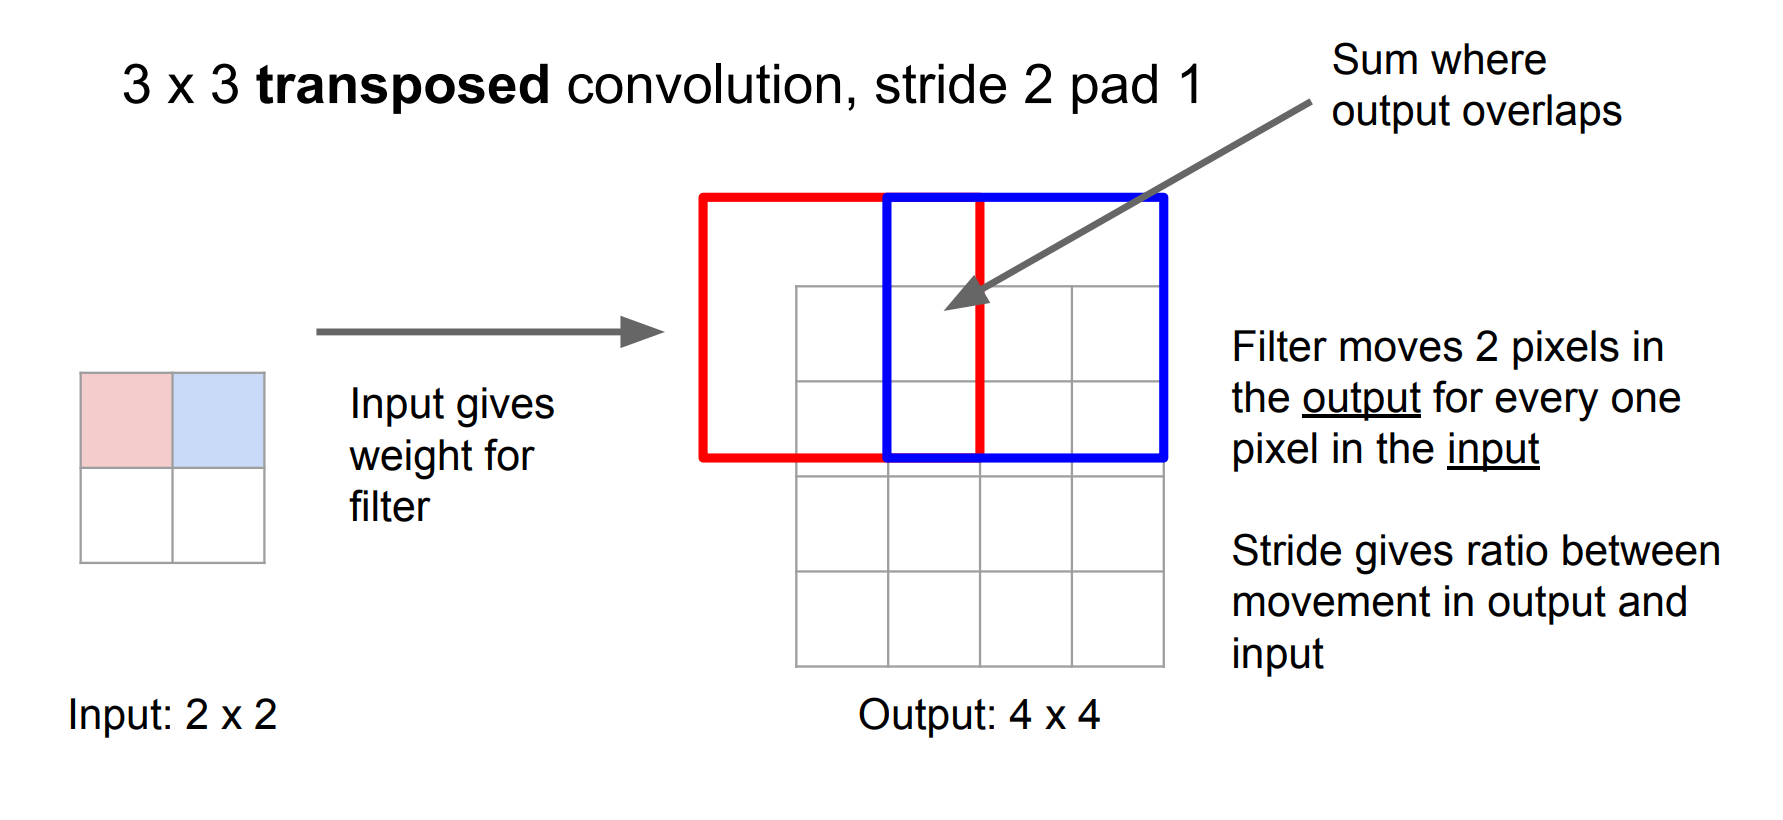 3 x 3 transposed convolution, stride 2 pad 1
Sum where
output overlaps
Input gives
weight for
filter
Filter moves 2 pixels in
the output for every one
pixel in the input
Stride gives ratio between
movement in output and
input
Input: 2 x 2
Output: 4 x 4